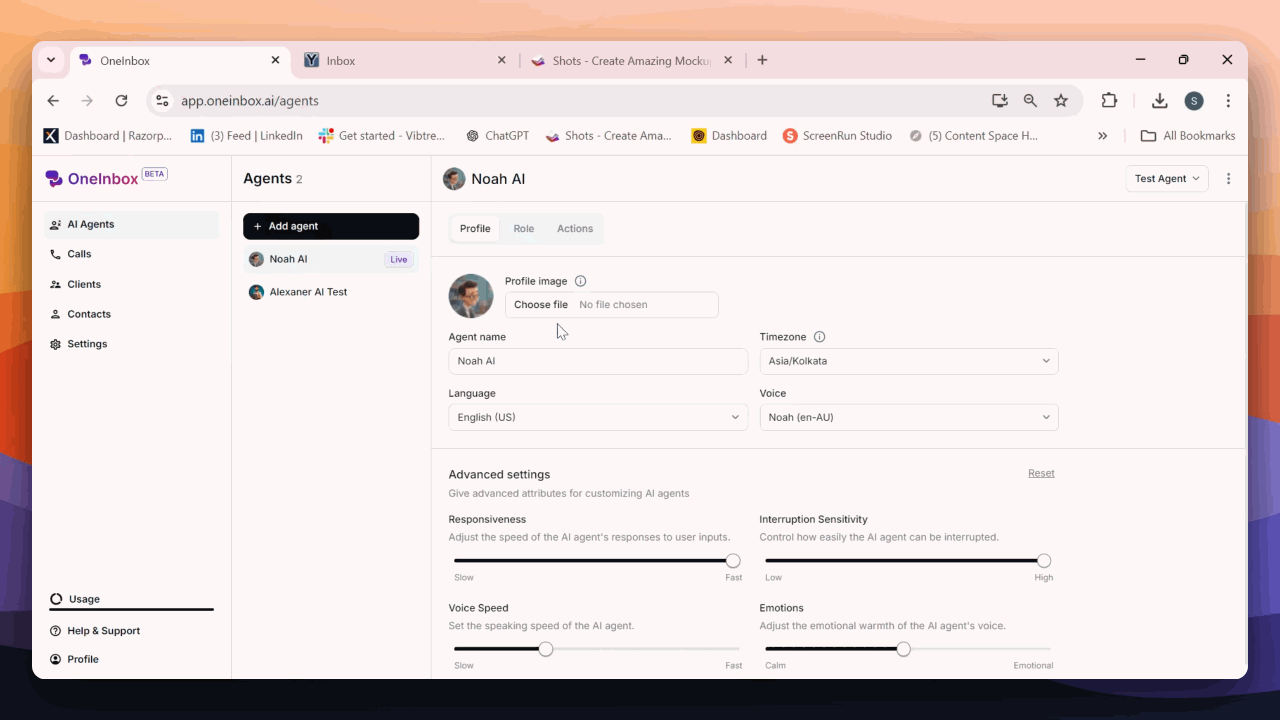 OneInbox
Inbox
Shots - Create Amazing Mocku
app.oneinbox.ai/agents
S
Dashboard | Razorp...
(3) Feed | LinkedIn
Get started - Vibtre...
ChatGPT
Shots - Create Ama...
Dashboard
ScreenRun Studio
(5) Content Space H...
All Bookmarks
OneInbox BETA
AI Agents
Calls
Clients
Contacts
Settings
Usage
Help & Support
Profile
Agents 2
+ Add agent
Noah AI Live
Alexaner AI Test
Noah AI
Test Agent
Profile Role Actions
Profile image
Choose file No file chosen
Agent name
Noah AI
Timezone
Asia/Kolkata
Language
English (US)
Voice
Noah (en-AU)
Advanced settings
Reset
Give advanced attributes for customizing AI agents
Responsiveness
Adjust the speed of the AI agent's responses to user inputs.
Slow Fast
Interruption Sensitivity
Control how easily the AI agent can be interrupted.
Low High
Voice Speed
Set the speaking speed of the AI agent.
Slow Fast
Emotions
Adjust the emotional warmth of the AI agent's voice.
Calm Emotional